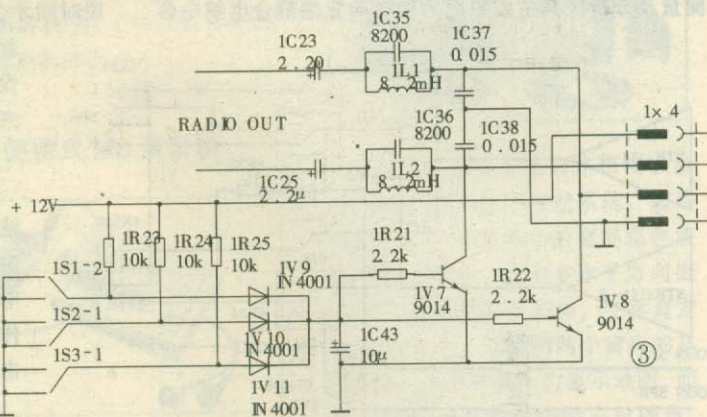 1C23
2.20
1C35
8200
1L1
8.2mH
1C37
0.015
RADIO OUT
1C36
8200
1C38
0.015
1× 4
1C25
2.2μ
1L2
8.2mH
+ 12V
1R23
10k
1R24
10k
1R25
10k
1V9
IN4001
1R21
2.2k
1R22
2.2k
1S1-2
1S2-1
1S3-1
1V10
IN4001
1V7
9014
1V8
9014
1C43
10μ
1V11
IN4001
③